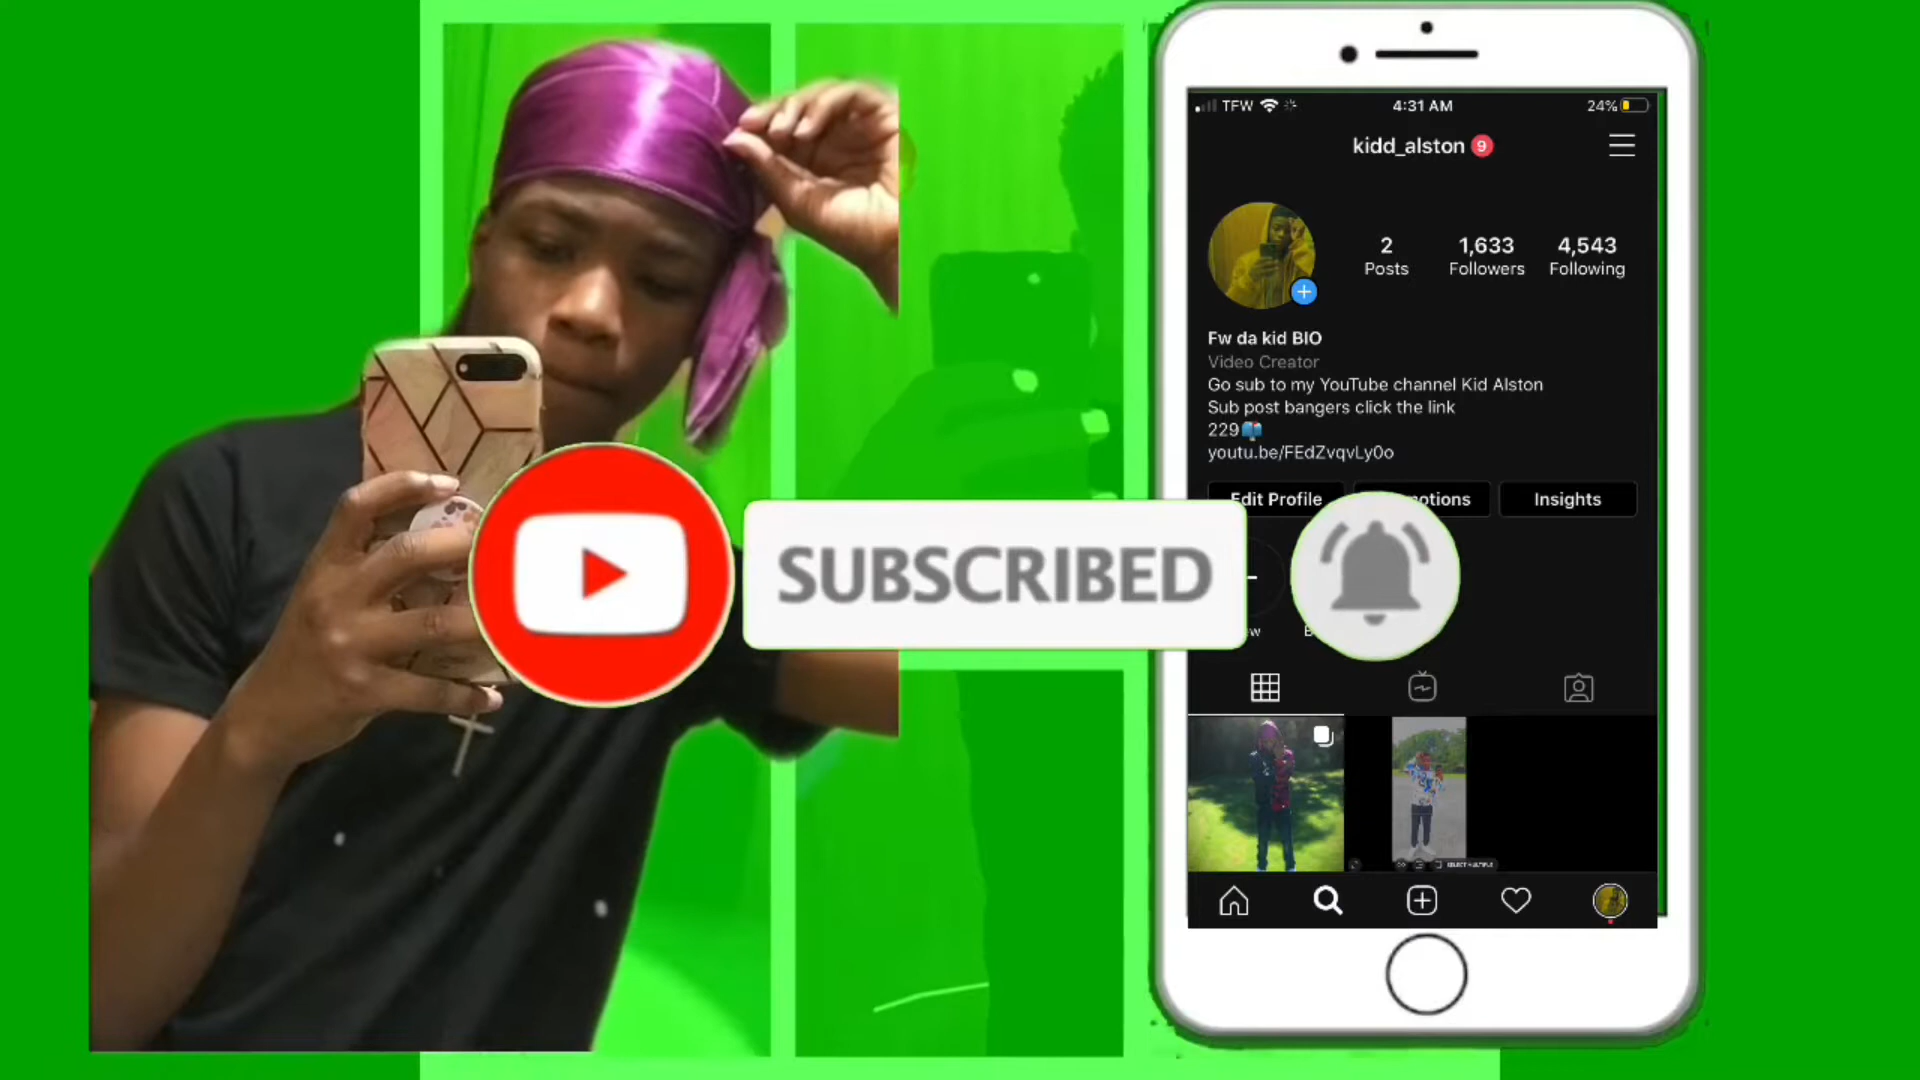 TFW
4:31 AM
24%
kidd_alston 9
2
Posts
1,633
Followers
4,543
Following
Fw da kid BIO
Video Creator
Go sub to my YouTube channel Kid Alston
Sub post bangers click the link
229📫
youtu.be/FEdZvqvLy0o
Edit Profile
Insights
SUBSCRIBED
SELECT MULTIPLE